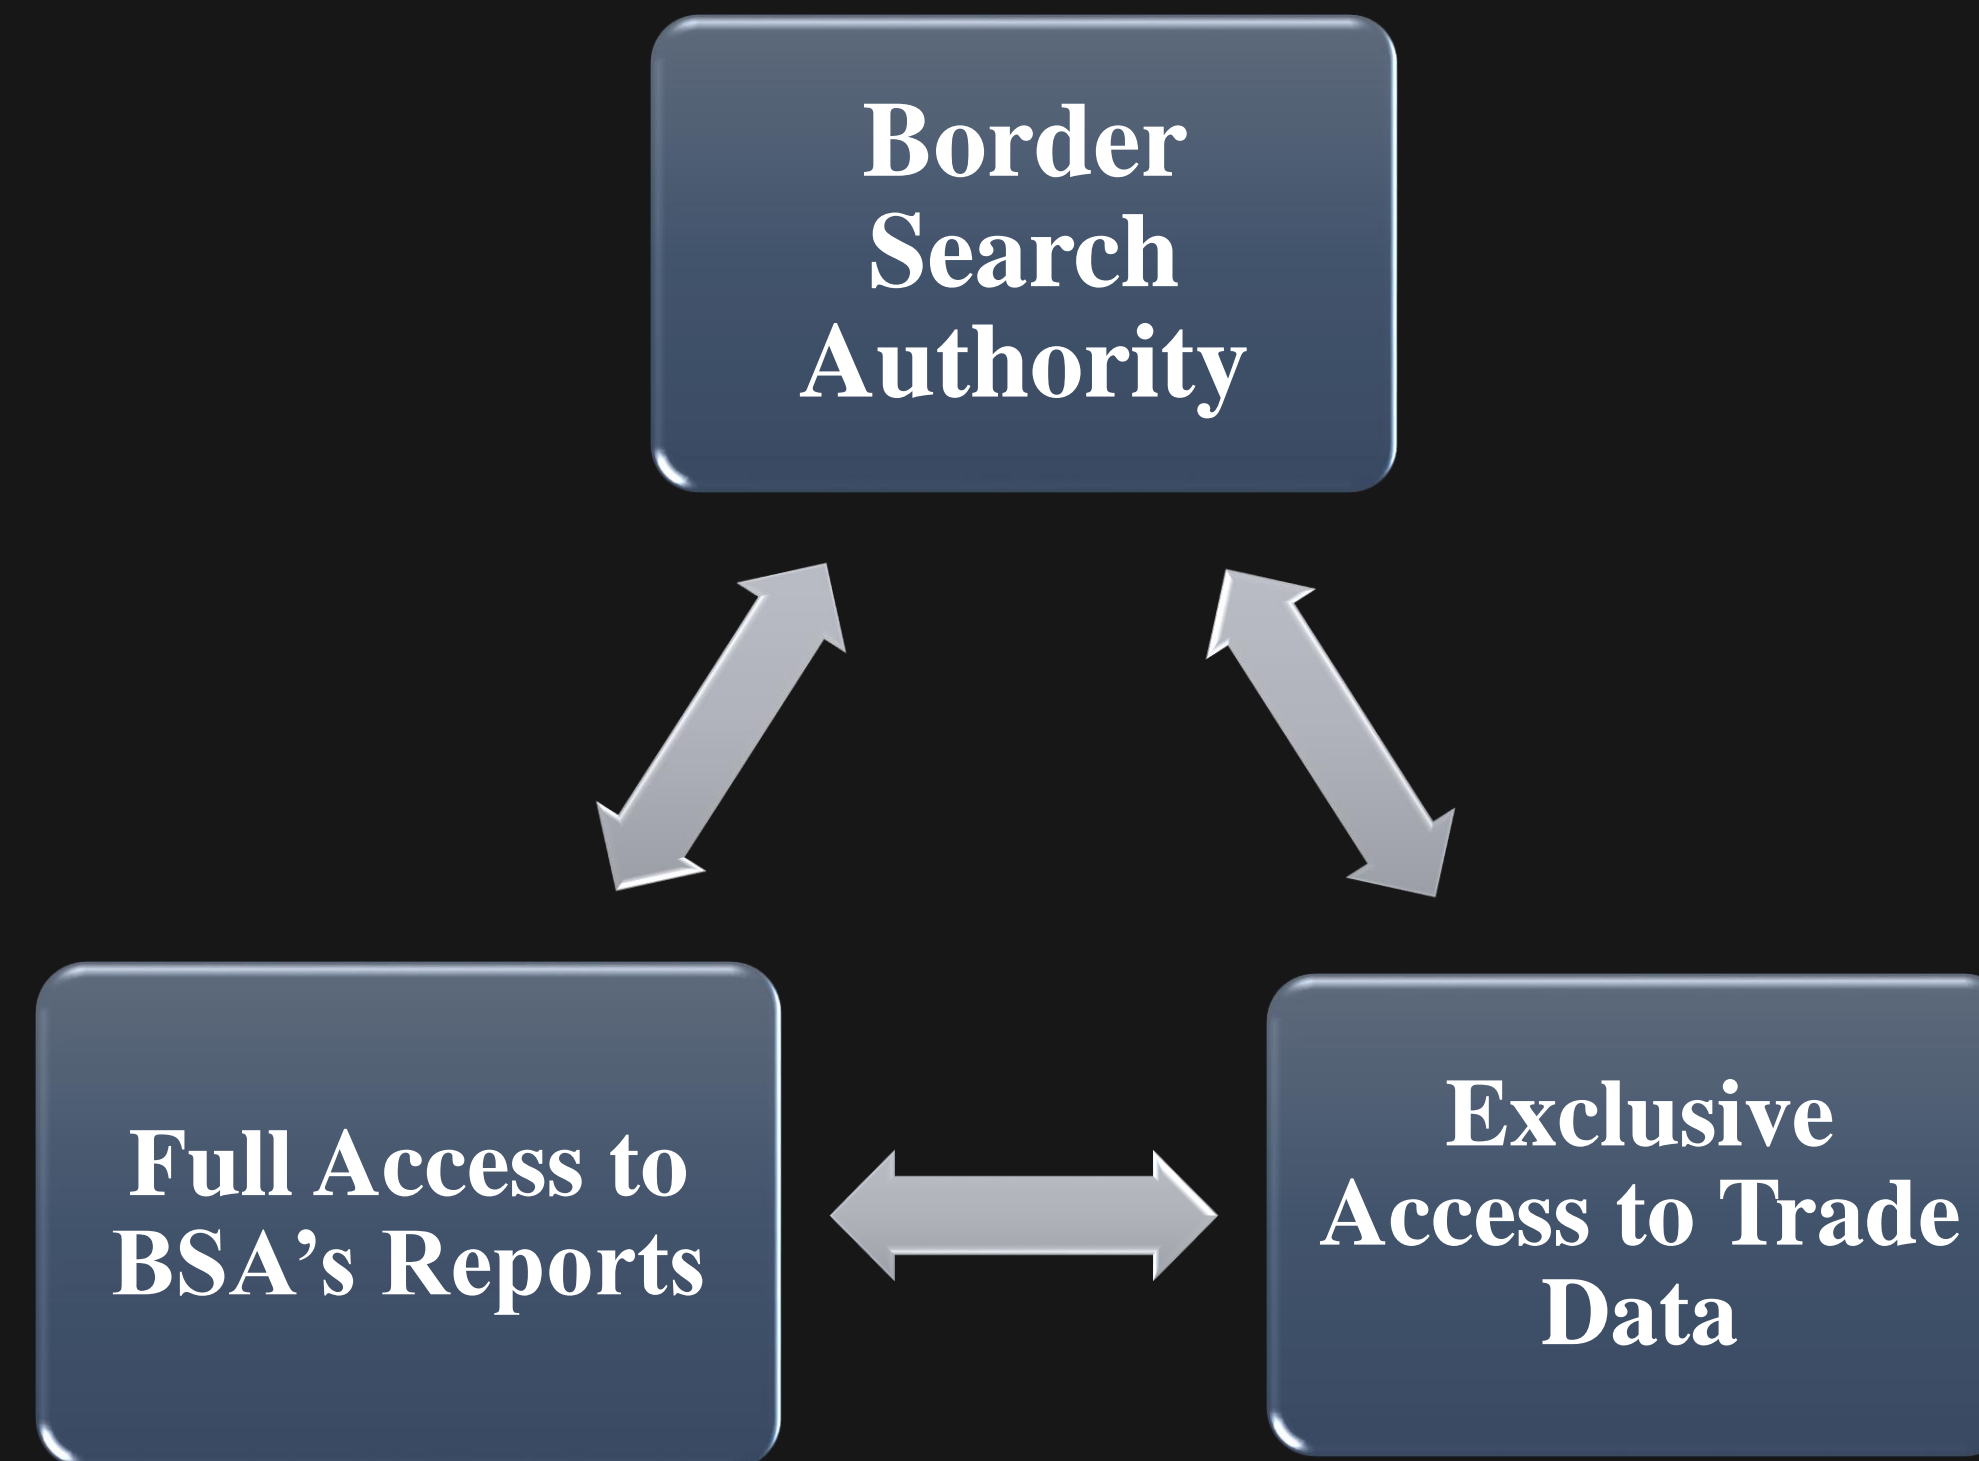 Border
Search
Authority
Full Access to
BSA’s Reports
Exclusive
Access to Trade
Data